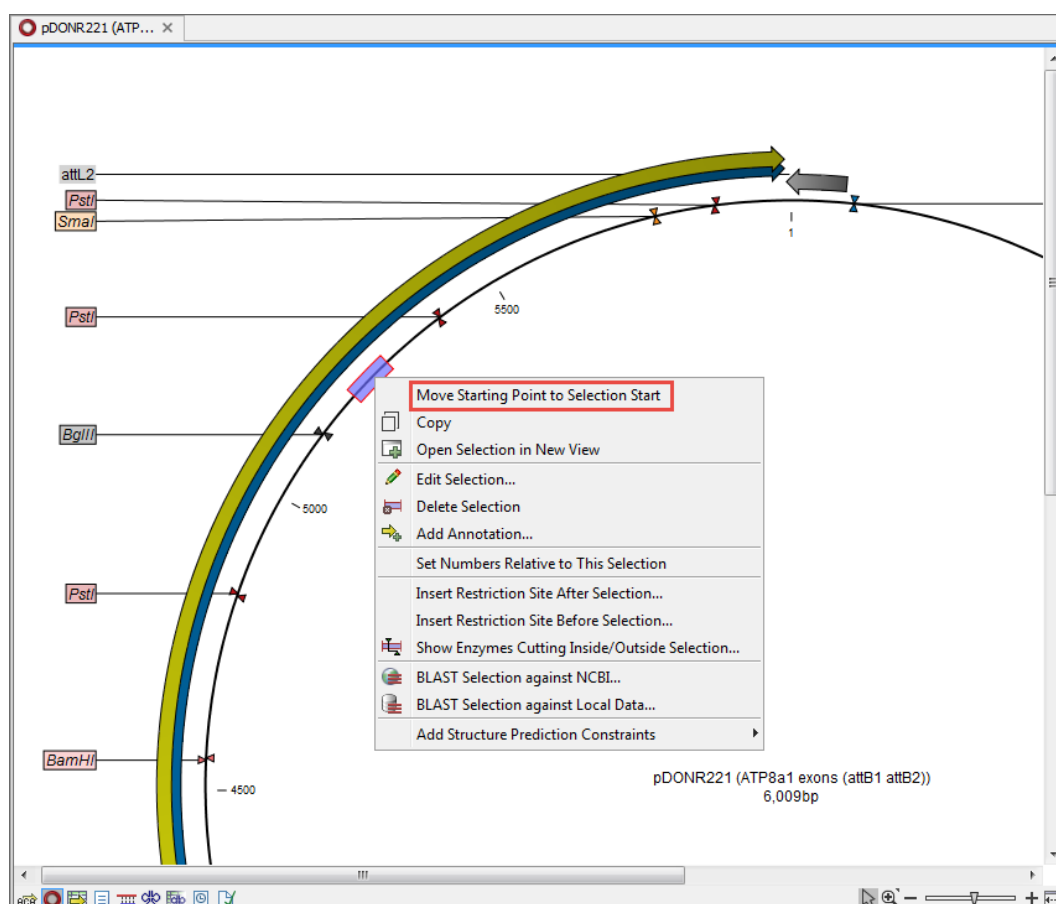 pDONR221 (ATP...
attL2
PstI
SmaI
1
PstI
5500
Move Starting Point to Selection Start
Copy
BglII
Open Selection in New View
Edit Selection...
5000
Delete Selection
Add Annotation...
Set Numbers Relative to This Selection
PstI
Insert Restriction Site After Selection...
Insert Restriction Site Before Selection...
Show Enzymes Cutting Inside/Outside Selection...
BLAST Selection against NCBI...
BLAST Selection against Local Data...
Add Structure Prediction Constraints
BamHI
4500
pDONR221 (ATP8a1 exons (attB1 attB2))
6,009bp